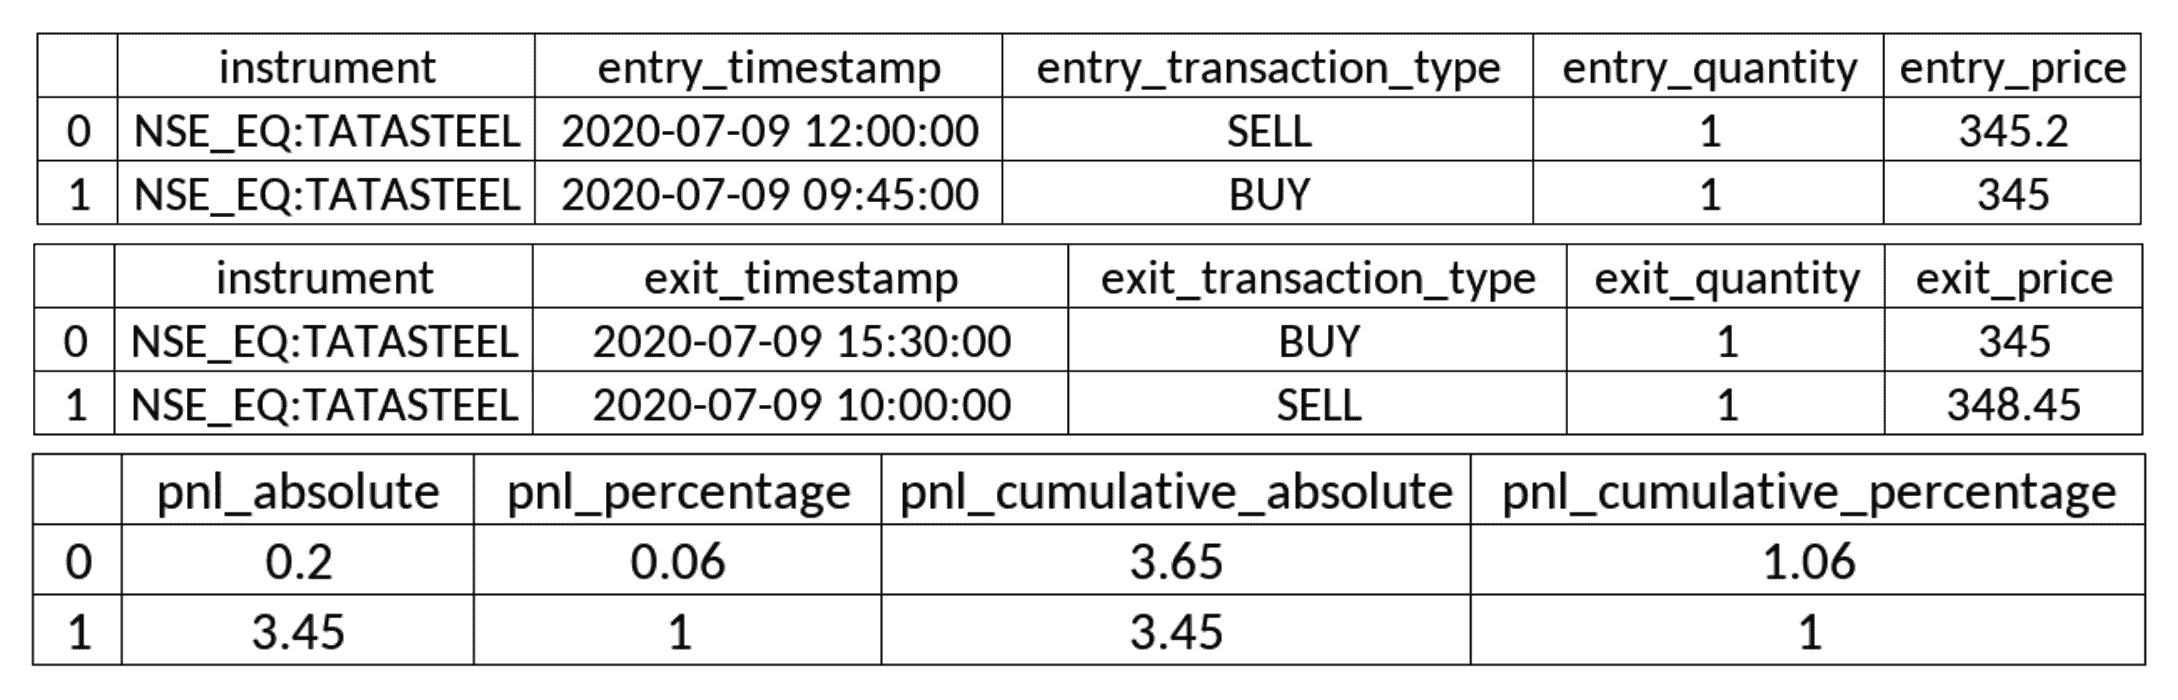 instrument entry_timestamp entry_transaction_type entry_quantity entry_price
0 NSE_EQ:TATASTEEL 2020-07-09 12:00:00 SELL 1 345.2
1 NSE_EQ:TATASTEEL 2020-07-09 09:45:00 BUY 1 345
instrument exit_timestamp exit_transaction_type exit_quantity exit_price
0 NSE_EQ:TATASTEEL 2020-07-09 15:30:00 BUY 1 345
1 NSE_EQ:TATASTEEL 2020-07-09 10:00:00 SELL 1 348.45
pnl_absolute pnl_percentage pnl_cumulative_absolute pnl_cumulative_percentage
0 0.2 0.06 3.65 1.06
1 3.45 1 3.45 1